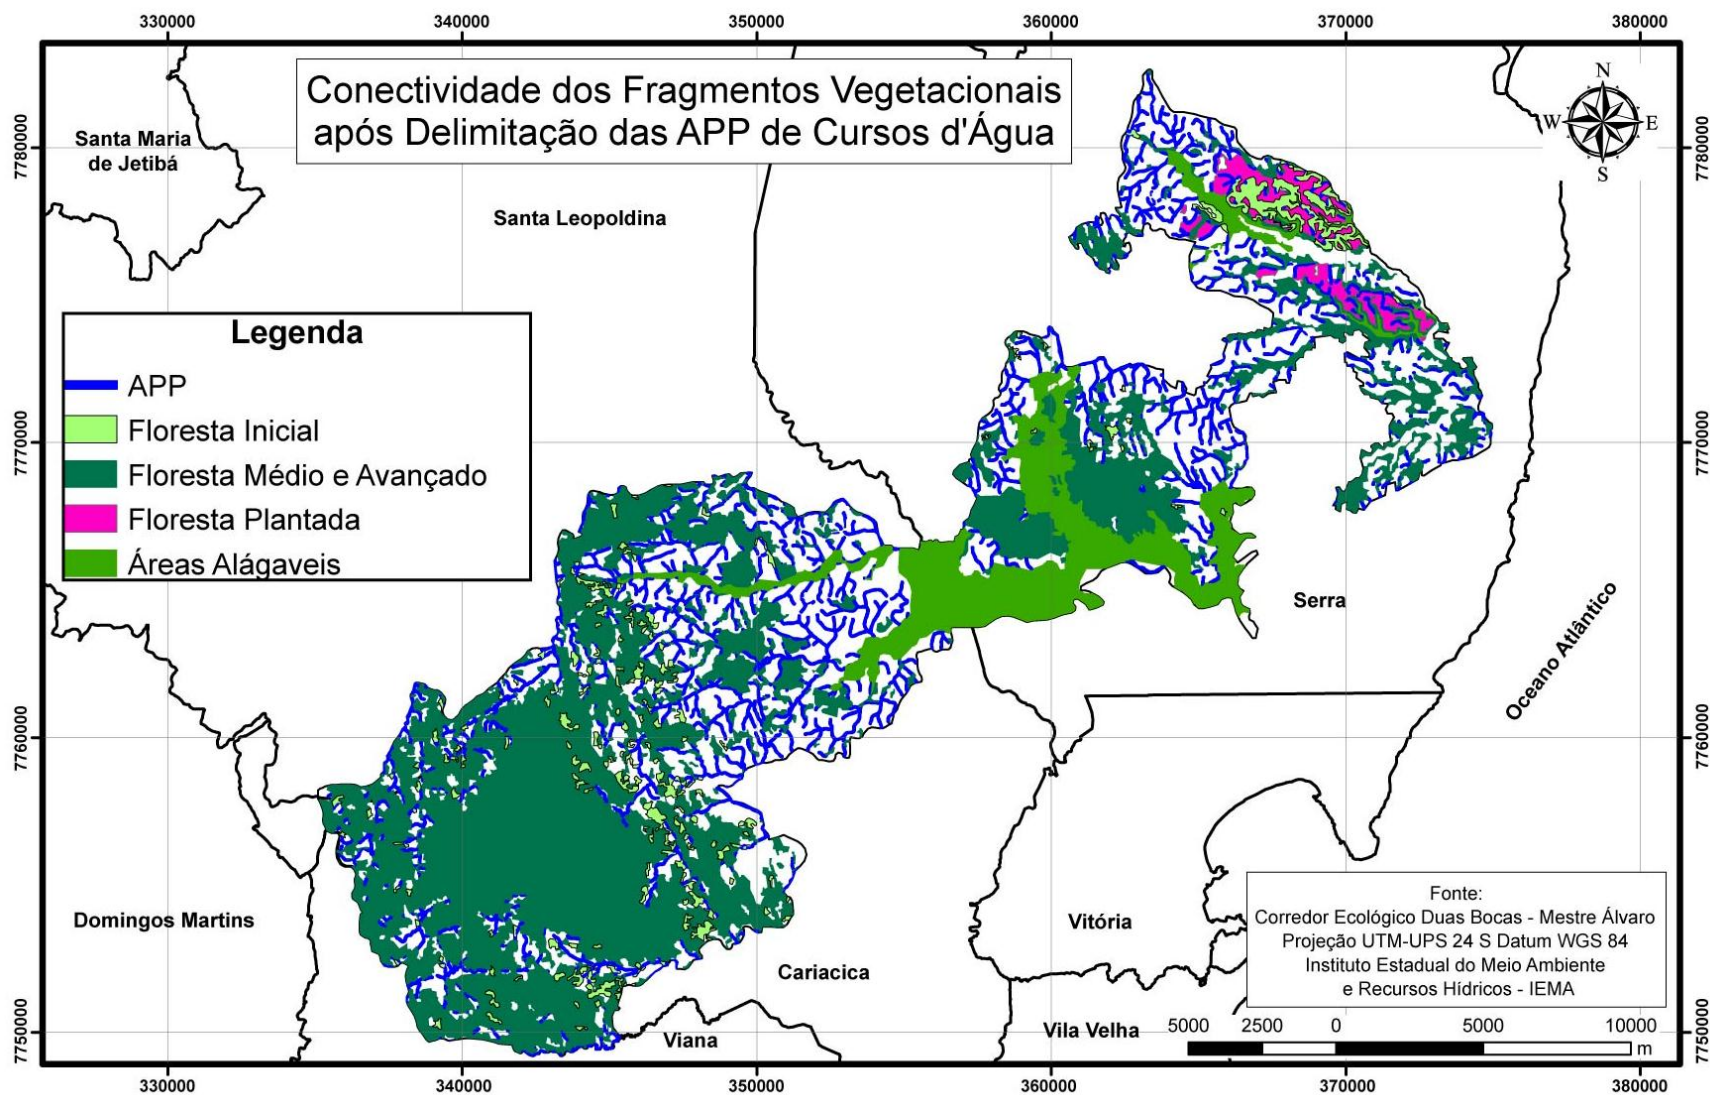 330000
340000
350000
360000
370000
380000
Conectividade dos Fragmentos Vegetacionais
após Delimitação das APP de Cursos d'Água
N
W
E
S
7780000
7780000
Santa Maria
de Jetibá
Santa Leopoldina
Legenda
APP
Floresta Inicial
Floresta Médio e Avançado
Floresta Plantada
Áreas Alágaveis
7770000
7770000
Serra
Oceano Atlântico
7760000
7760000
Domingos Martins
Vitória
Cariacica
Viana
Vila Velha
Fonte:
Corredor Ecológico Duas Bocas - Mestre Álvaro
Projeção UTM-UPS 24 S Datum WGS 84
Instituto Estadual do Meio Ambiente
e Recursos Hídricos - IEMA
5000 2500 0 5000 10000
m
7750000
7750000
330000
340000
350000
360000
370000
380000